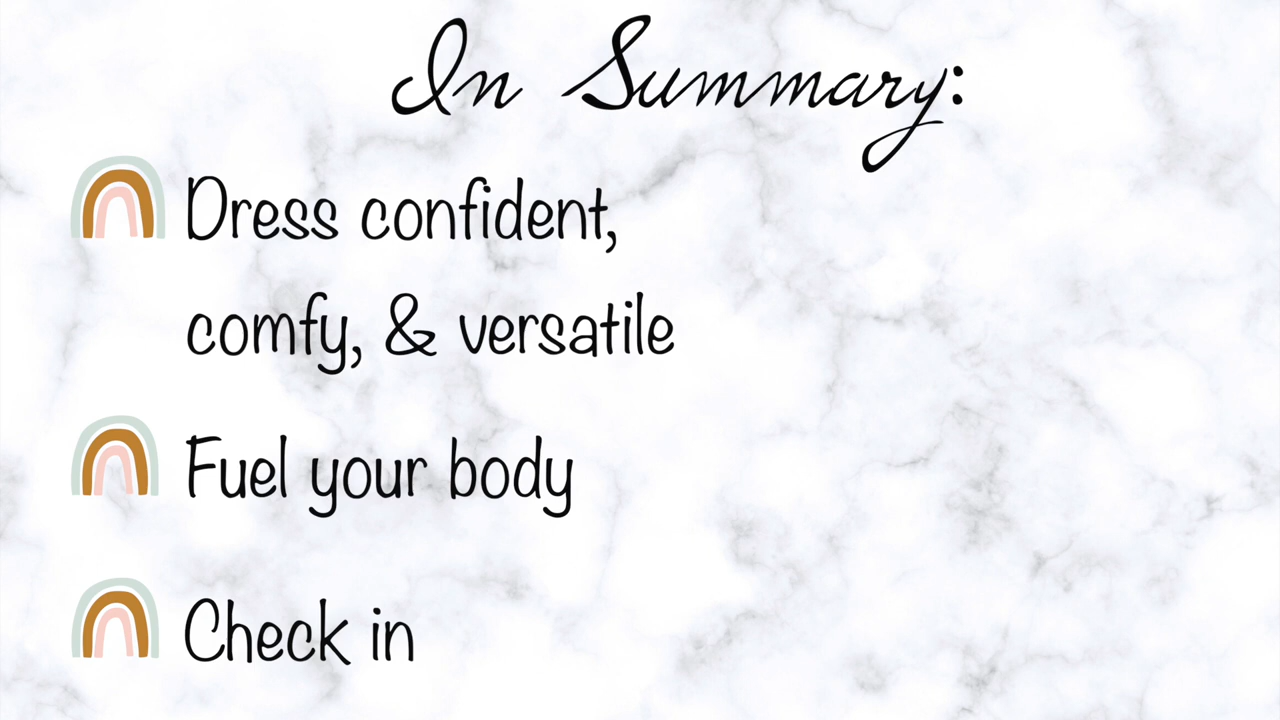 In Summary:
Dress confident,
comfy, & versatile
Fuel your body
Check in